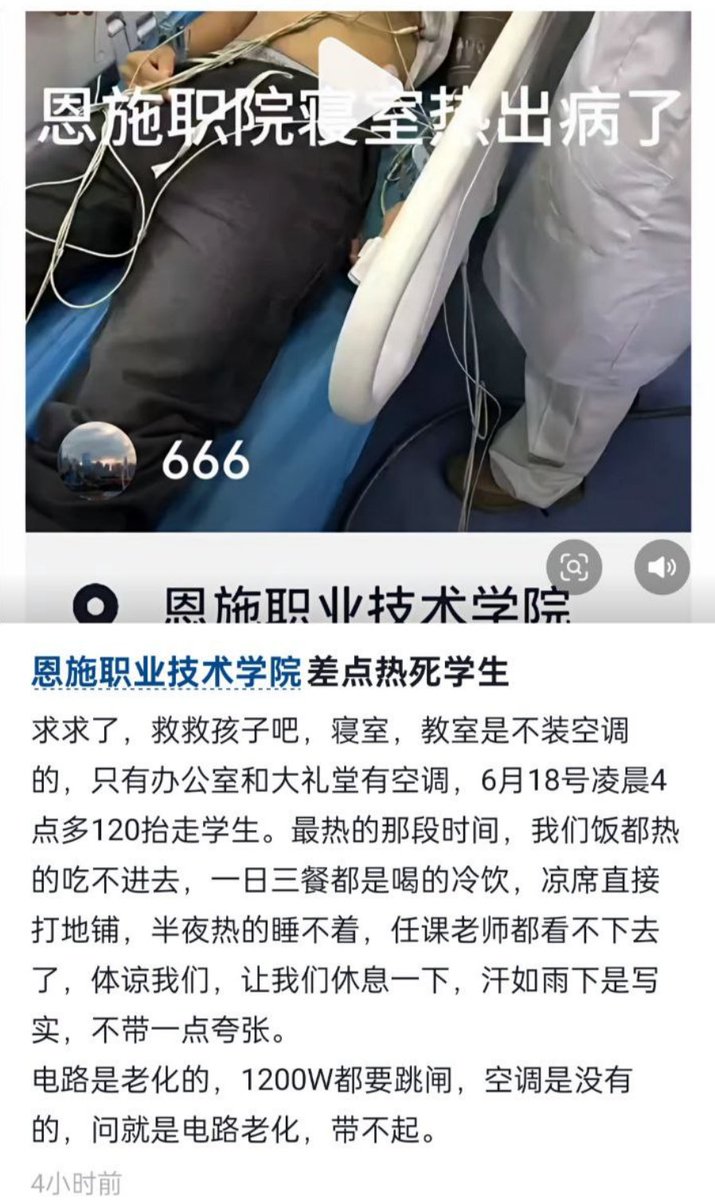 恩施职院寝室热出病了
666
恩施职业技术学院
恩施职业技术学院差点热死学生
求求了，救救孩子吧，寝室，教室是不装空调
的，只有办公室和大礼堂有空调，6月18号凌晨4
点多120抬走学生。最热的那段时间，我们饭都热
的吃不进去，一日三餐都是喝的冷饮，凉席直接
打地铺，半夜热的睡不着，任课老师都看不下去
了，体谅我们，让我们休息一下，汗如雨下是写
实，不带一点夸张。
电路是老化的，1200W都要跳闸，空调是没有
的，问就是电路老化，带不起。
4小时前